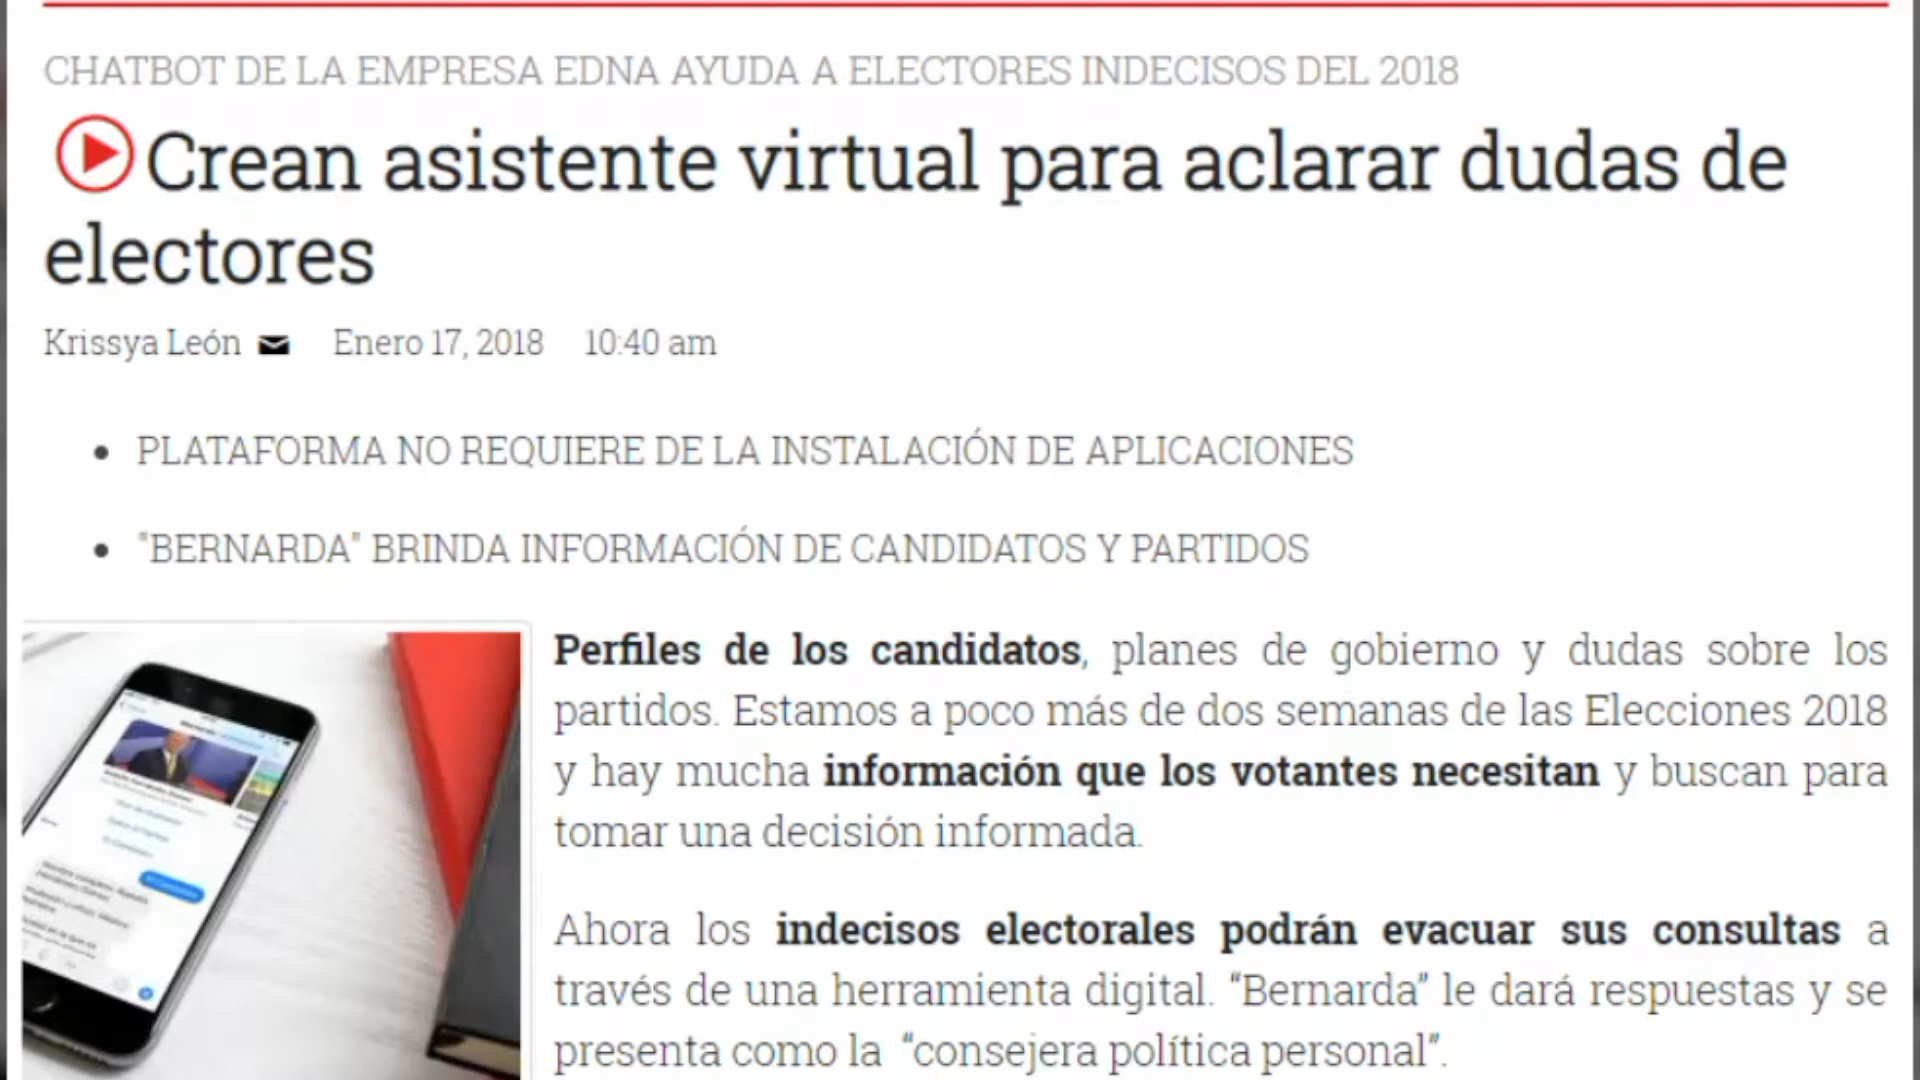 CHATBOT DE LA EMPRESA EDNA AYUDA A ELECTORES INDECISOS DEL 2018
Crean asistente virtual para aclarar dudas de
electores
Krissya León Enero 17, 2018 10:40 am
• PLATAFORMA NO REQUIERE DE LA INSTALACIÓN DE APLICACIONES
• "BERNARDA" BRINDA INFORMACIÓN DE CANDIDATOS Y PARTIDOS
Perfiles de los candidatos, planes de gobierno y dudas sobre los
partidos. Estamos a poco más de dos semanas de las Elecciones 2018
y hay mucha información que los votantes necesitan y buscan para
tomar una decisión informada.
Ahora los indecisos electorales podrán evacuar sus consultas a
través de una herramienta digital. “Bernarda” le dará respuestas y se
presenta como la “consejera política personal”.